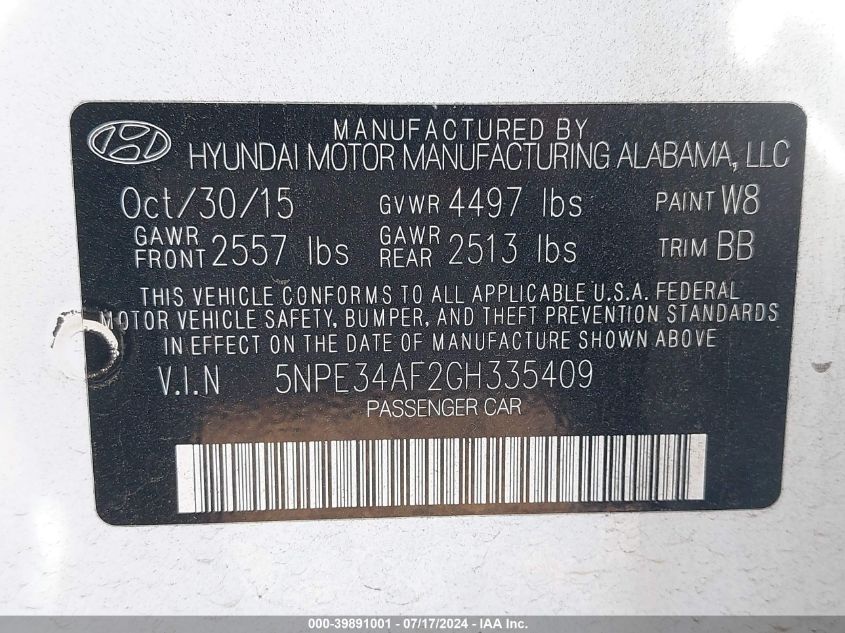 MANUFACTURED BY
HYUNDAI MOTOR MANUFACTURING ALABAMA, LLC
Oct/30/15 GVWR 4497 lbs PAINT W8
GAWR FRONT 2557 lbs GAWR REAR 2513 lbs TRIM BB
THIS VEHICLE CONFORMS TO ALL APPLICABLE U.S.A. FEDERAL
MOTOR VEHICLE SAFETY, BUMPER, AND THEFT PREVENTION STANDARDS
IN EFFECT ON THE DATE OF MANUFACTURE SHOWN ABOVE
V.I.N 5NPE34AF2GH335409
PASSENGER CAR
000-39891001 - 07/17/2024 - IAA Inc.